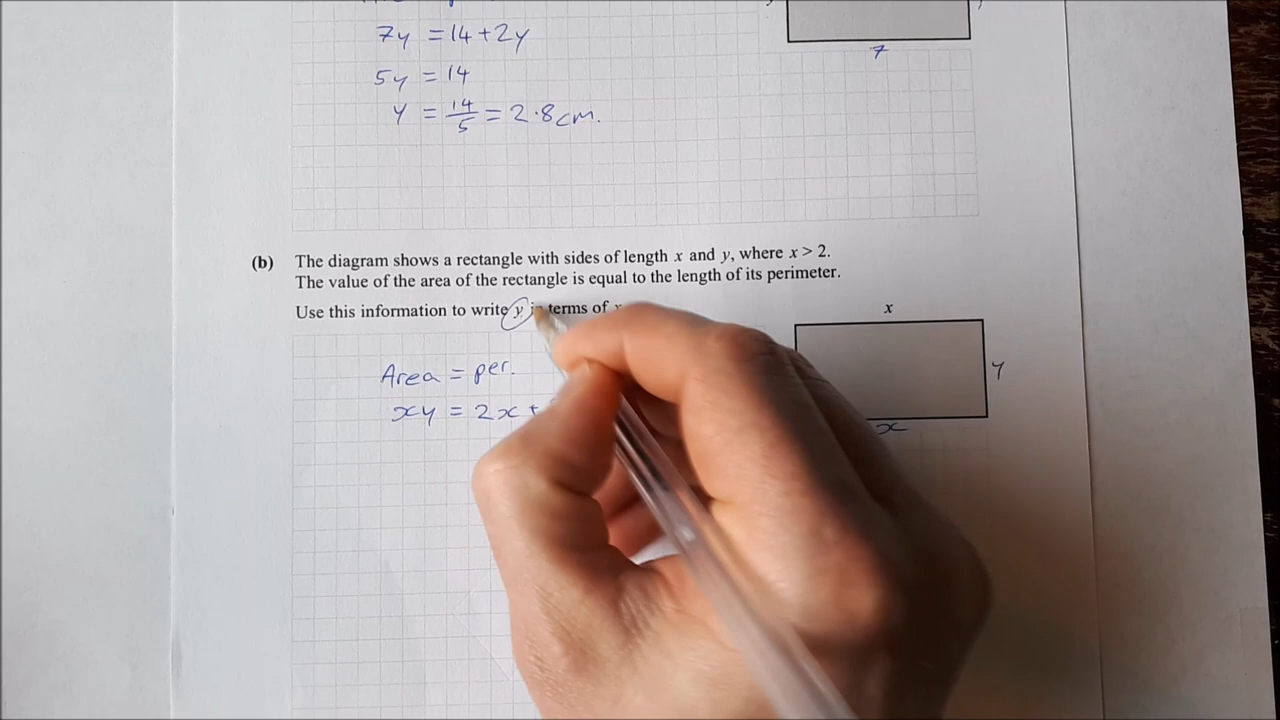 7y = 14 + 2y
5y = 14
y = 14/5 = 2.8cm.
7
(b) The diagram shows a rectangle with sides of length x and y, where x > 2.
The value of the area of the rectangle is equal to the length of its perimeter.
Use this information to write y in terms of
x
Area = per.
y
xy = 2x +
x